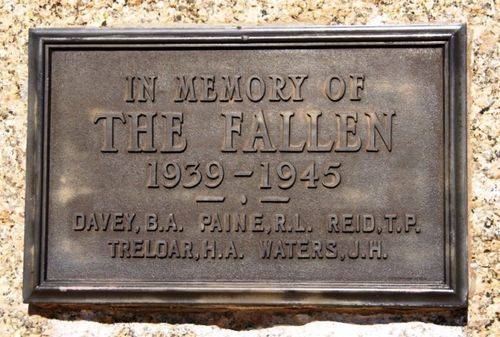 IN MEMORY OF
THE FALLEN
1939-1945
DAVEY, B.A. PAINE, R.L. REID, T.P.
TRELOAR, H.A. WATERS, J.H.